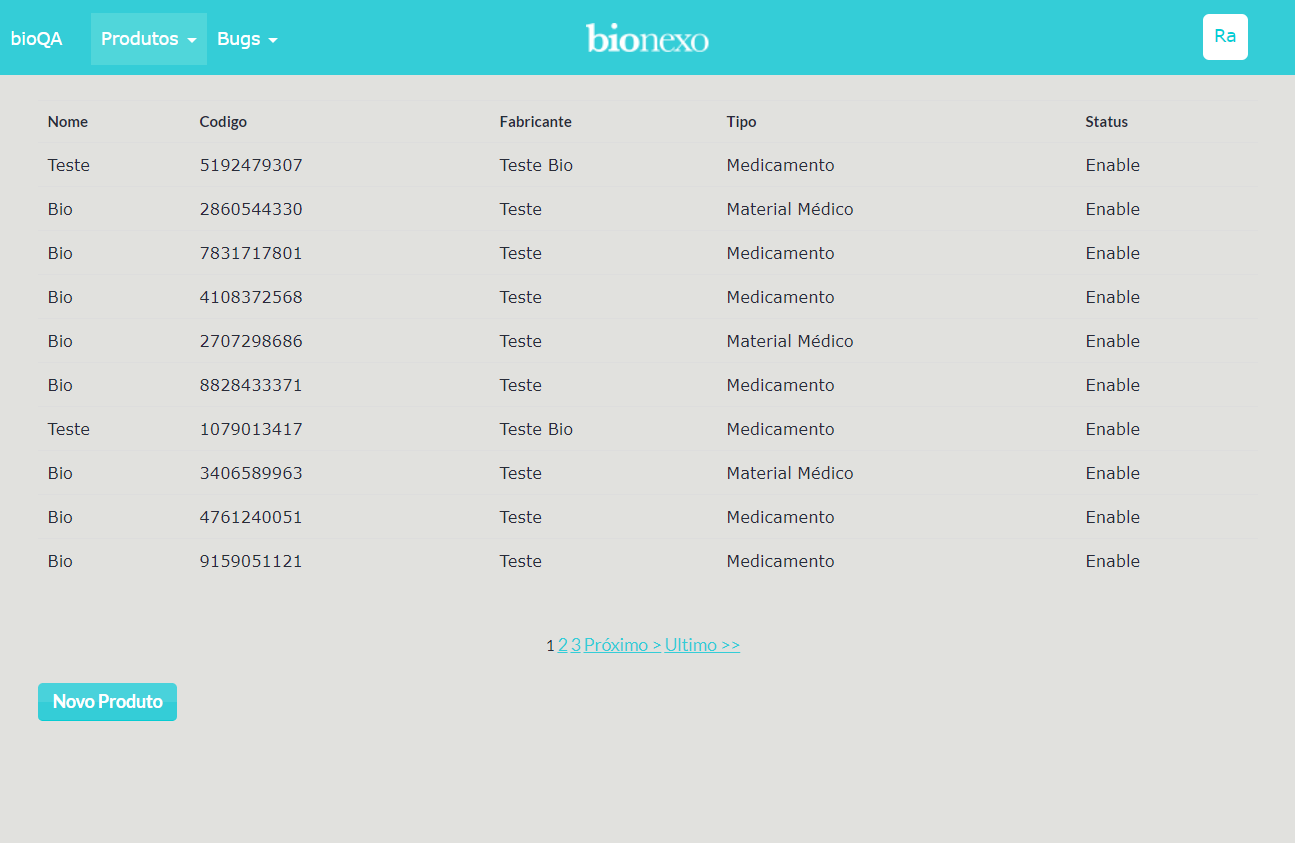 bioQA Produtos Bugs bionexo Ra
Nome Codigo Fabricante Tipo Status
Teste 5192479307 Teste Bio Medicamento Enable
Bio 2860544330 Teste Material Médico Enable
Bio 7831717801 Teste Medicamento Enable
Bio 4108372568 Teste Medicamento Enable
Bio 2707298686 Teste Material Médico Enable
Bio 8828433371 Teste Medicamento Enable
Teste 1079013417 Teste Bio Medicamento Enable
Bio 3406589963 Teste Material Médico Enable
Bio 4761240051 Teste Medicamento Enable
Bio 9159051121 Teste Medicamento Enable
1 2 3 Próximo > Ultimo >>
Novo Produto